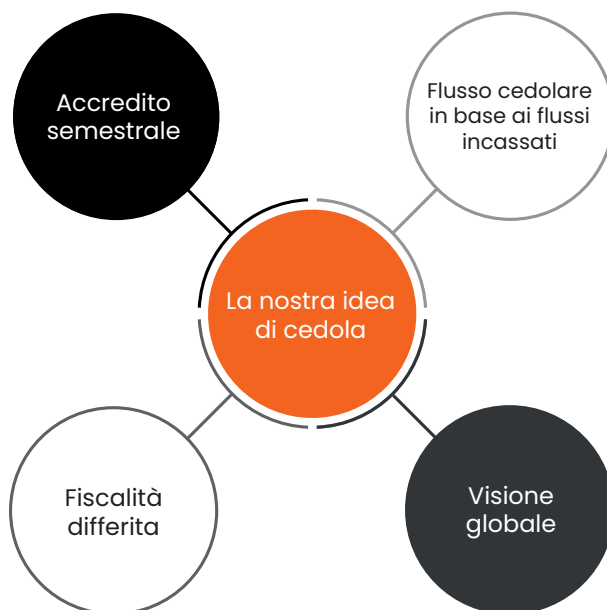 Accredito
semestrale
Flusso cedolare
in base ai flussi
incassati
La nostra idea
di cedola
Fiscalità
differita
Visione
globale